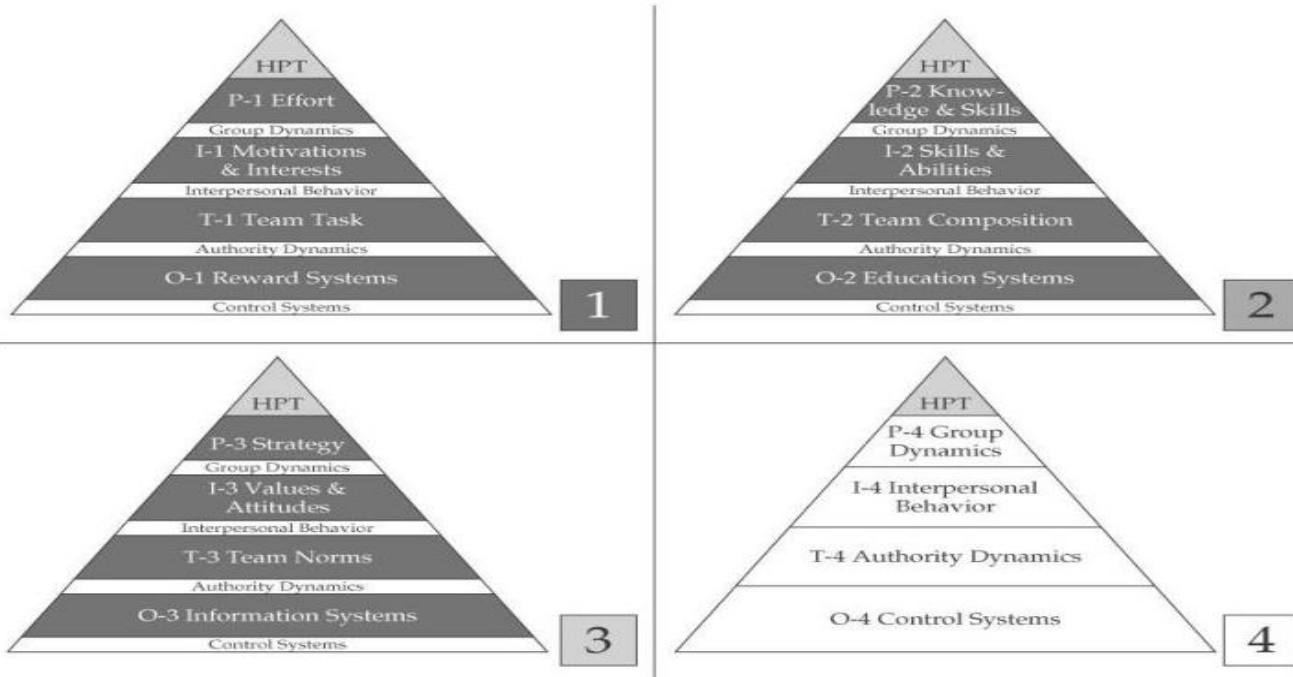 HPT
P-1 Effort
Group Dynamics
I-1 Motivations
& Interests
Interpersonal Behavior
T-1 Team Task
Authority Dynamics
O-1 Reward Systems
Control Systems
1
HPT
P-2 Know-
ledge & Skills
Group Dynamics
I-2 Skills &
Abilities
Interpersonal Behavior
T-2 Team Composition
Authority Dynamics
O-2 Education Systems
Control Systems
2
HPT
P-3 Strategy
Group Dynamics
I-3 Values &
Attitudes
Interpersonal Behavior
T-3 Team Norms
Authority Dynamics
O-3 Information Systems
Control Systems
3
HPT
P-4 Group
Dynamics
I-4 Interpersonal
Behavior
T-4 Authority Dynamics
O-4 Control Systems
4